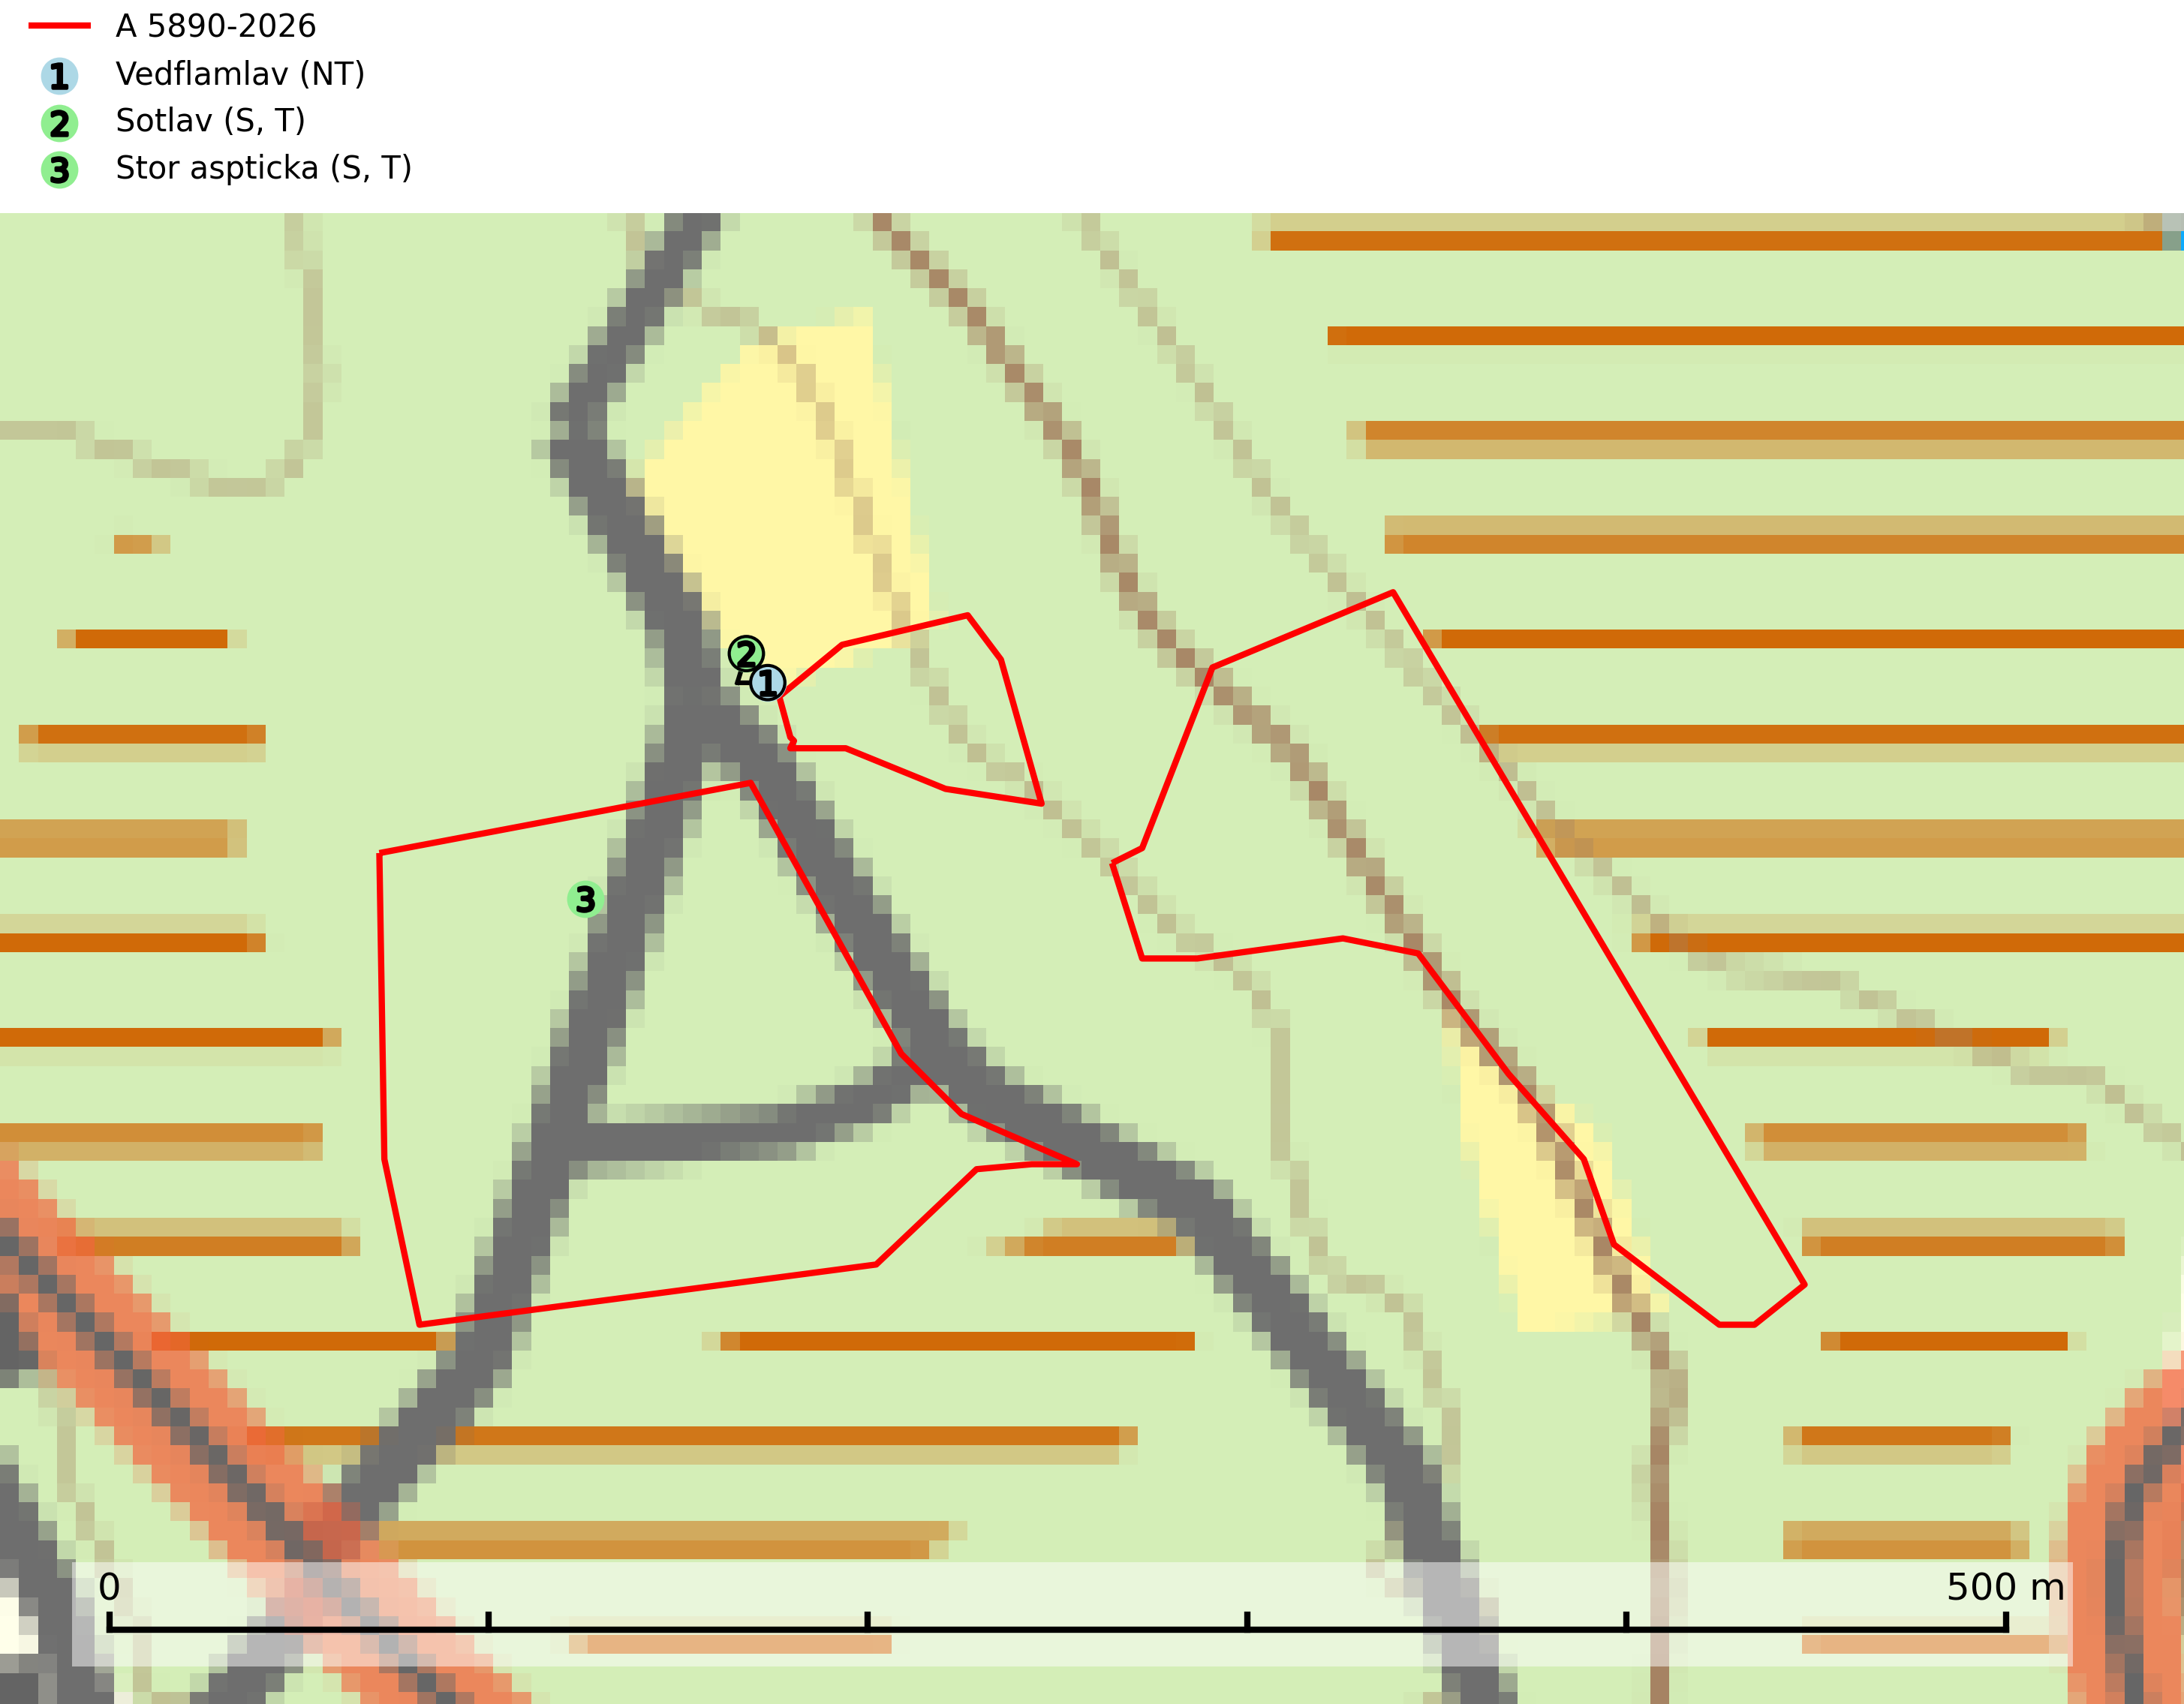 A 5890-2026
1 Vedflamlav (NT)
2 Sotlav (S, T)
3 Stor aspticka (S, T)
2
1
3
0 500 m